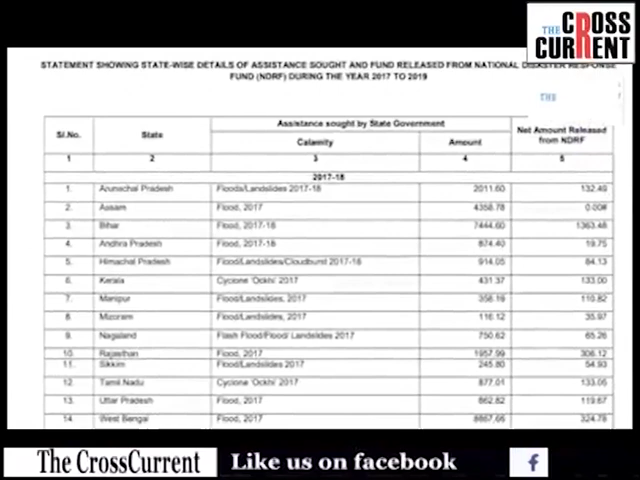 THE CROSS
CURRENT
STATEMENT SHOWING STATE-WISE DETAILS OF ASSISTANCE SOUGHT AND FUND RELEASED FROM NATIONAL DISASTER RESPONSE
FUND (NDRF) DURING THE YEAR 2017 TO 2019
THE
Sl.No. State Assistance sought by State Government Net Amount Released from NDRF
Calamity Amount
1 2 3 4 5
2017-18
1. Arunachal Pradesh Floods/Landslides 2017-18 2011.60 132.49
2. Assam Flood, 2017 4358.78 0.00#
3. Bihar Flood, 2017-18 7444.60 1363.48
4. Andhra Pradesh Flood, 2017-18 874.40 19.75
5. Himachal Pradesh Flood/Landslides/Cloudburst 2017-18 914.05 84.13
6. Kerala Cyclone 'Ockhi' 2017 431.37 133.00
7. Manipur Flood/Landslides, 2017 358.19 110.82
8. Mizoram Flood/Landslides, 2017 116.12 35.97
9. Nagaland Flash Flood/Flood/ Landslides 2017 750.62 65.26
10. Rajasthan Flood, 2017 1957.99 306.12
11. Sikkim Flood/Landslides 2017 245.80 54.93
12. Tamil Nadu Cyclone 'Ockhi' 2017 877.01 133.05
13. Uttar Pradesh Flood, 2017 862.82 119.67
14. West Bengal Flood, 2017 8867.66 324.78
The CrossCurrent Like us on facebook f